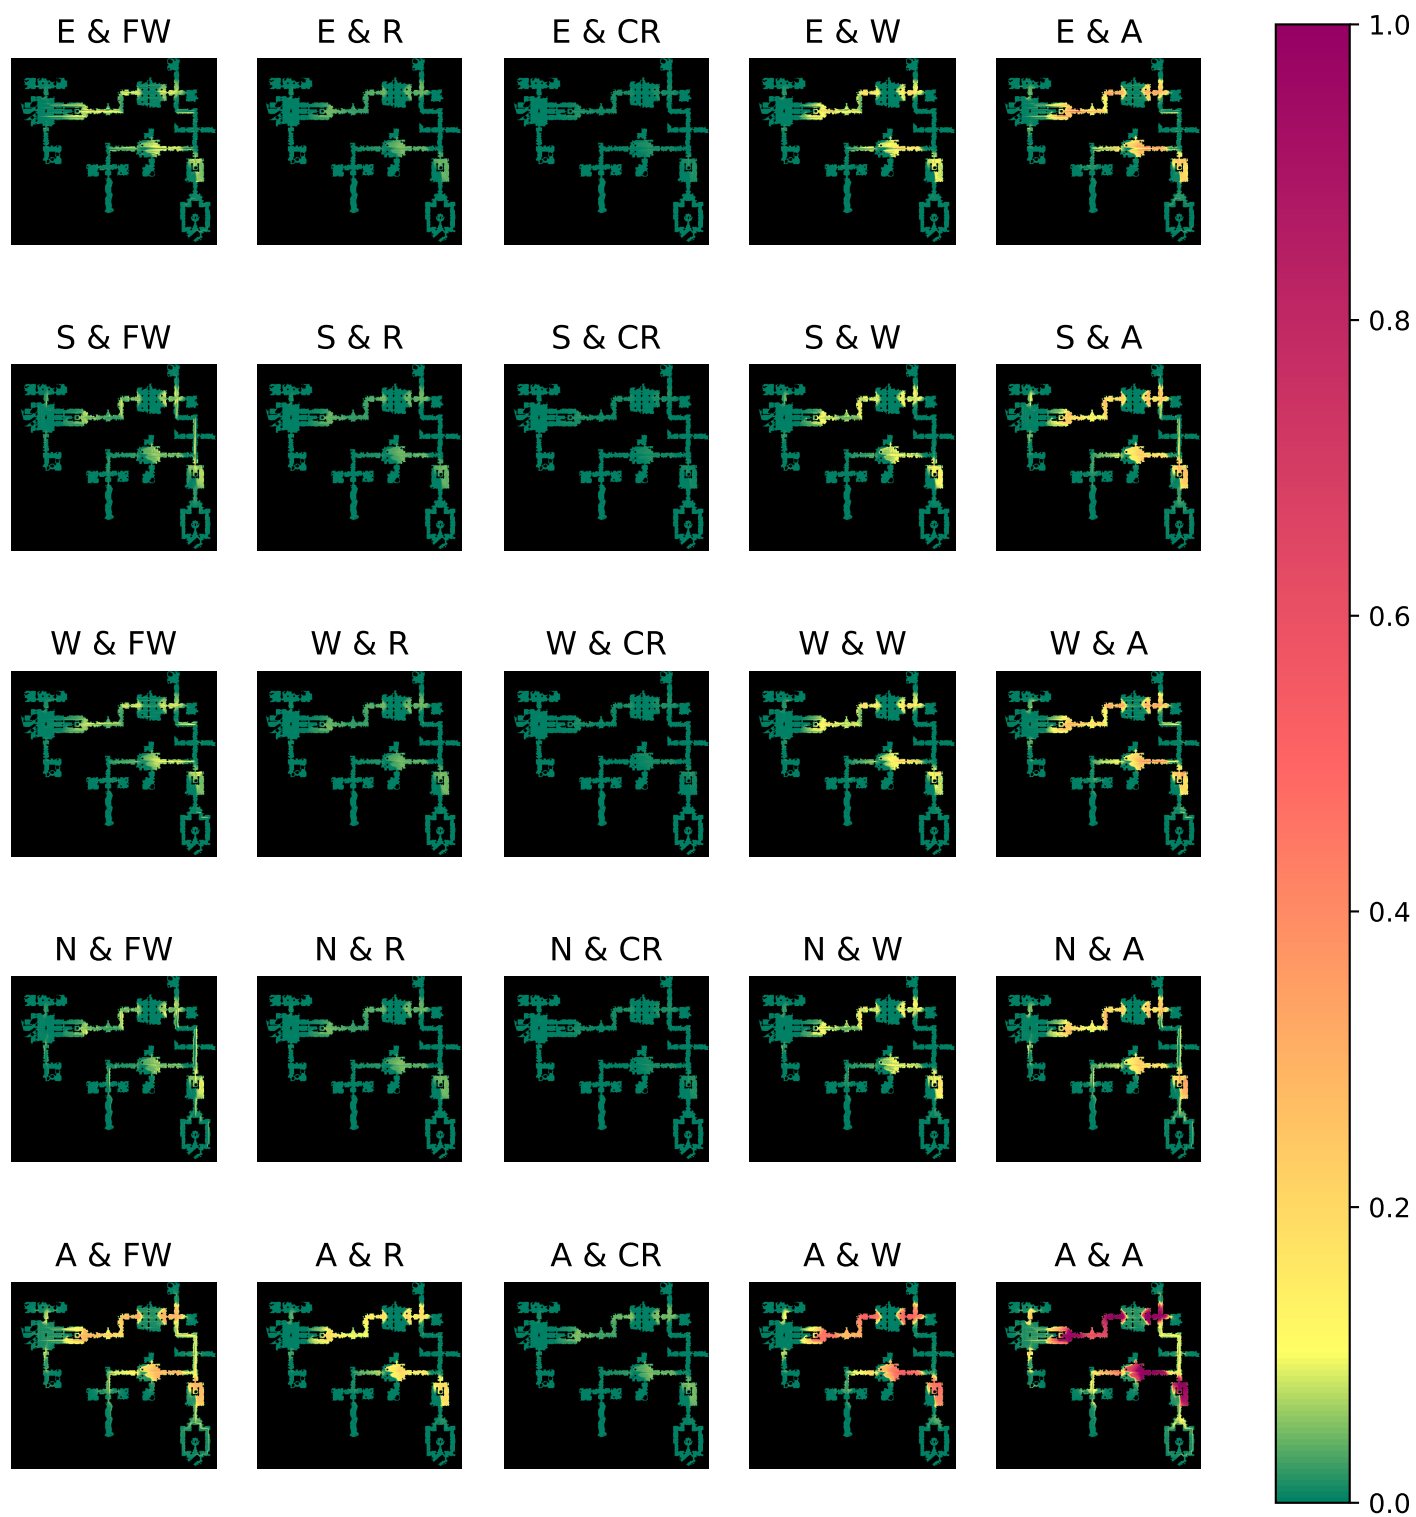 E & FW E & R E & CR E & W E & A
S & FW S & R S & CR S & W S & A
W & FW W & R W & CR W & W W & A
N & FW N & R N & CR N & W N & A
A & FW A & R A & CR A & W A & A
1.0
0.8
0.6
0.4
0.2
0.0